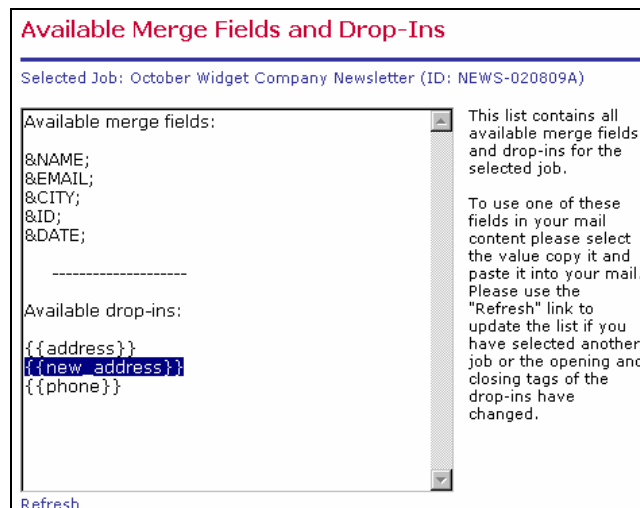 Available Merge Fields and Drop-Ins
Selected Job: October Widget Company Newsletter (ID: NEWS-020809A)
Available merge fields:
&NAME;
&EMAIL;
&CITY;
&ID;
&DATE;
--------------------
Available drop-ins:
{{address}}
{{new_address}}
{{phone}}
This list contains all
available merge fields
and drop-ins for the
selected job.
To use one of these
fields in your mail
content please select
the value copy it and
paste it into your mail.
Please use the
"Refresh" link to
update the list if you
have selected another
job or the opening and
closing tags of the
drop-ins have
changed.
Refresh